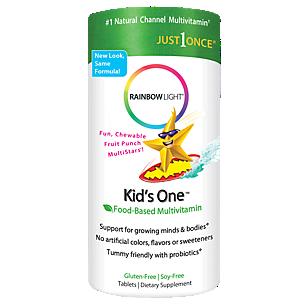 #1 Natural Channel Multivitamin*
JUST 1 ONCE®
New Look,
Same
Formula!
RAINBOW LIGHT®
Fun, Chewable
Fruit Punch
MultiStars!
Kid's One™
Food-Based Multivitamin
Support for growing minds & bodies*
No artificial colors, flavors or sweeteners
Tummy friendly with probiotics*
Gluten-Free | Soy-Free
Tablets | Dietary Supplement